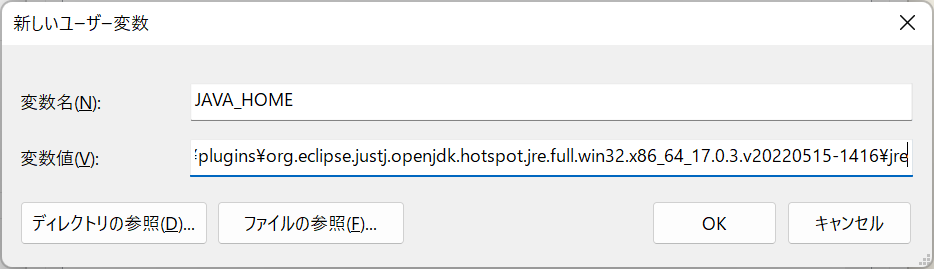 新しいユーザー変数
変数名(N):
JAVA_HOME
変数値(V):
¥plugins¥org.eclipse.justj.openjdk.hotspot.jre.full.win32.x86_64_17.0.3.v20220515-1416¥jre
ディレクトリの参照(D)...
ファイルの参照(F)...
OK
キャンセル